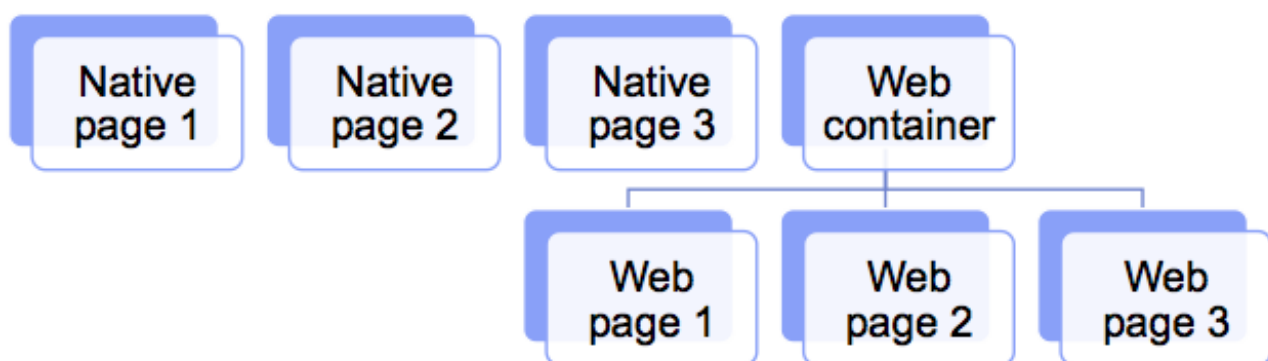 Native
page 1
Native
page 2
Native
page 3
Web
container
Web
page 1
Web
page 2
Web
page 3